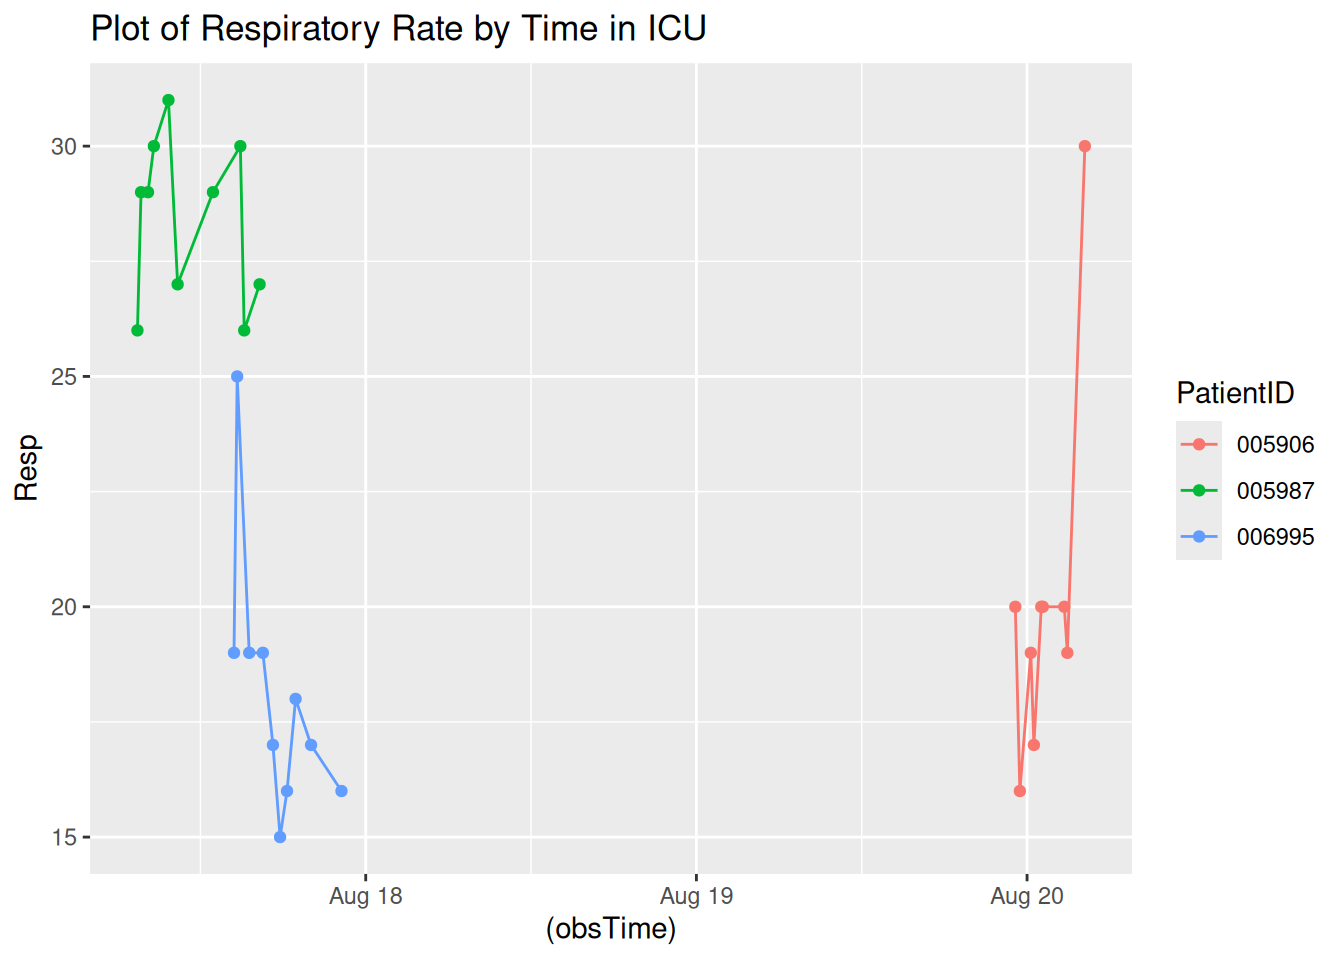 Plot of Respiratory Rate by Time in ICU
30
25
20
15
Resp
Aug 18
Aug 19
Aug 20
(obsTime)
PatientID
005906
005987
006995